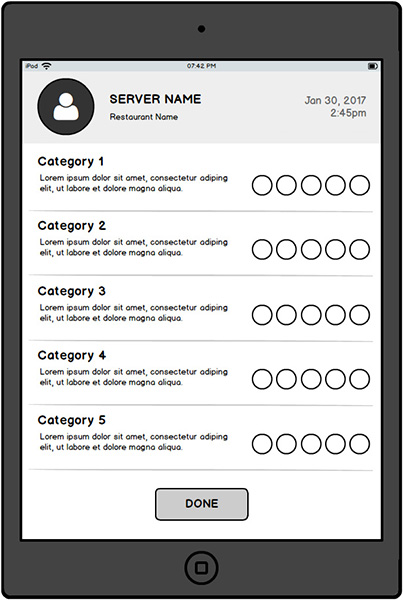 iPod 07:42 PM
SERVER NAME
Restaurant Name
Jan 30, 2017
2:45pm
Category 1
Lorem ipsum dolor sit amet, consectetur adiping
elit, ut labore et dolore magna aliqua.
Category 2
Lorem ipsum dolor sit amet, consectetur adiping
elit, ut labore et dolore magna aliqua.
Category 3
Lorem ipsum dolor sit amet, consectetur adiping
elit, ut labore et dolore magna aliqua.
Category 4
Lorem ipsum dolor sit amet, consectetur adiping
elit, ut labore et dolore magna aliqua.
Category 5
Lorem ipsum dolor sit amet, consectetur adiping
elit, ut labore et dolore magna aliqua.
DONE